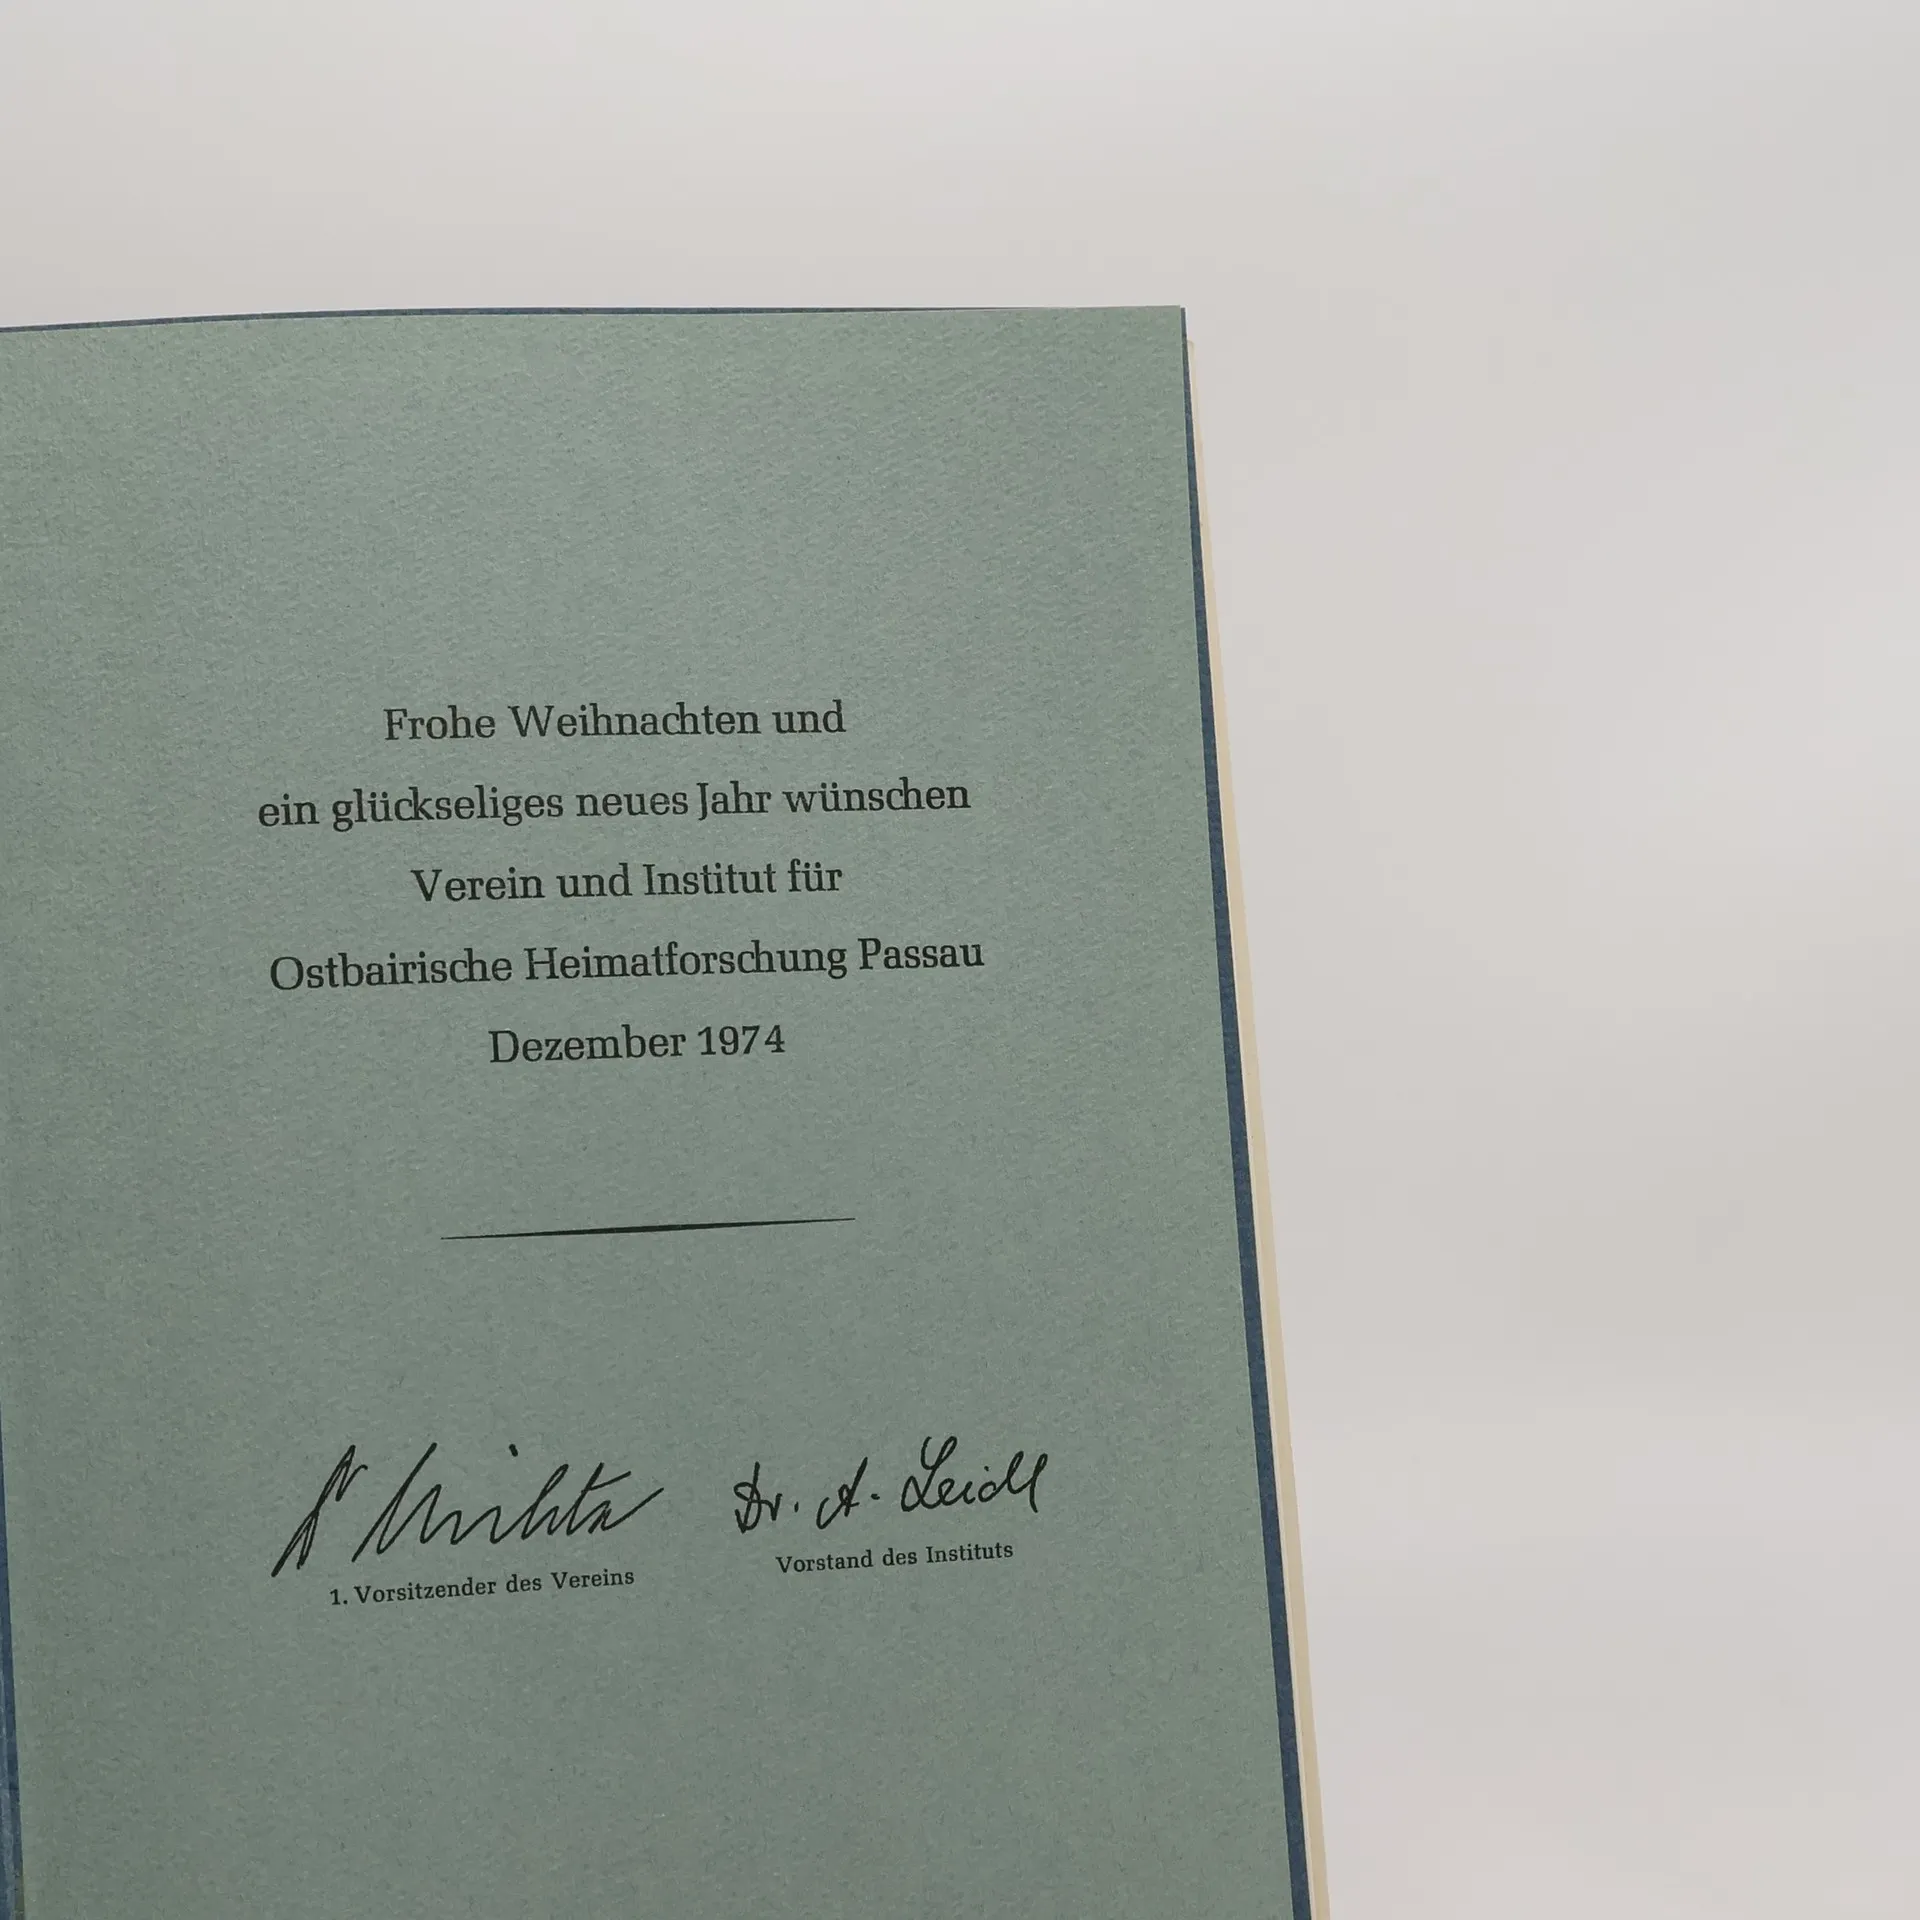 Frohe Weihnachten und
ein glückseliges neues Jahr wünschen
Verein und Institut für
Ostbairische Heimatforschung Passau
Dezember 1974
Dr. A. Leidl
1. Vorsitzender des Vereins
Vorstand des Instituts